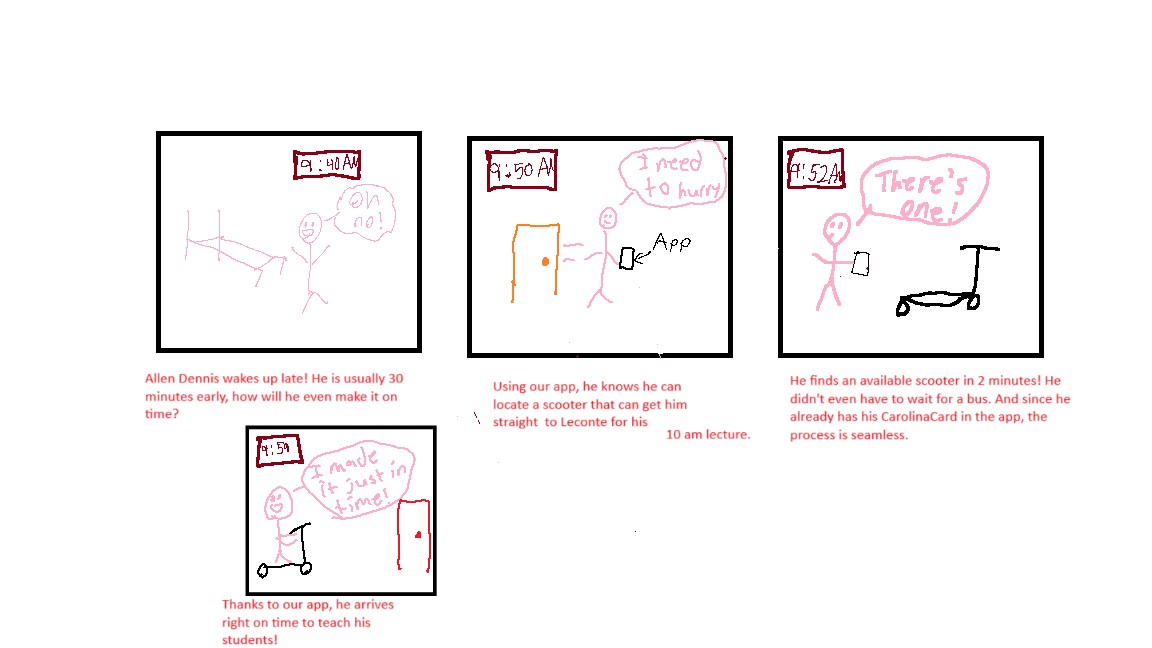 9:40 AM
Oh
no!
Allen Dennis wakes up late! He is usually 30
minutes early, how will he even make it on
time?
9:50 AM
I need
to hurry
App
Using our app, he knows he can
locate a scooter that can get him
straight to Leconte for his
10 am lecture.
9:52AM
There's
one!
He finds an available scooter in 2 minutes! He
didn't even have to wait for a bus. And since he
already has his CarolinaCard in the app, the
process is seamless.
9:59
I made
it just in
time!
Thanks to our app, he arrives
right on time to teach his
students!